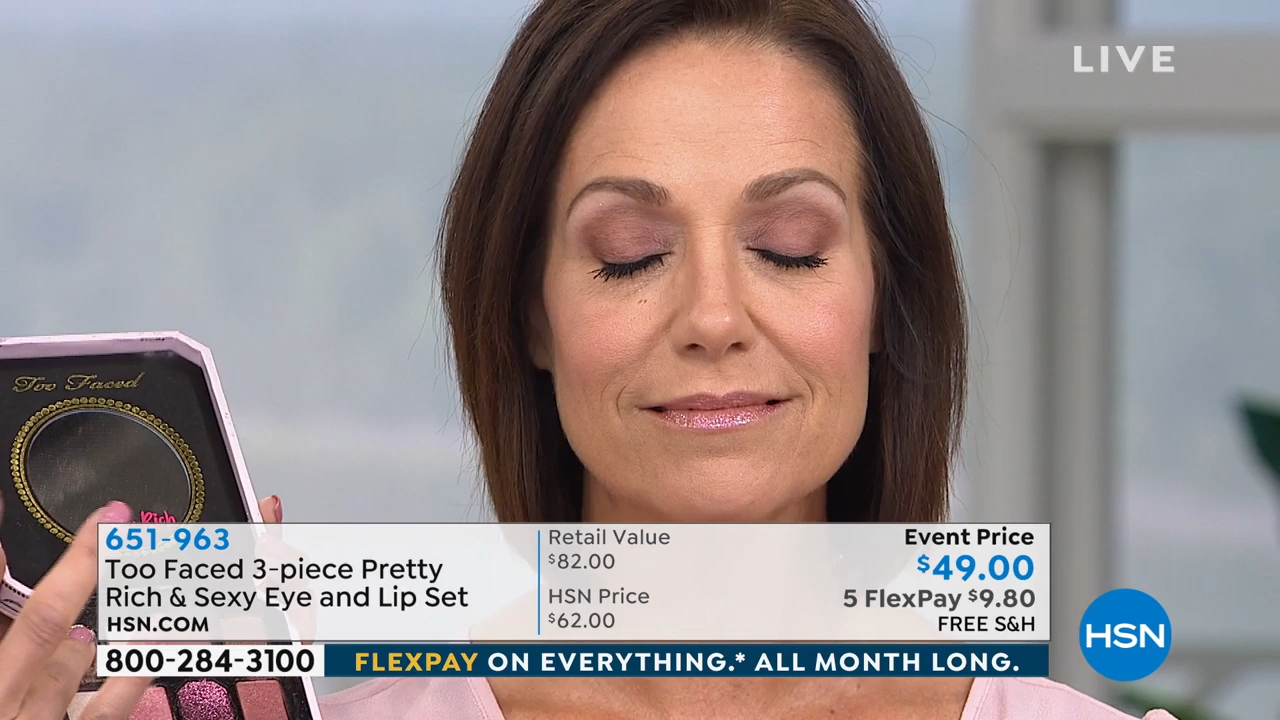 LIVE
Too Faced
Rich
651-963
Too Faced 3-piece Pretty
Rich & Sexy Eye and Lip Set
HSN.COM
Retail Value
$82.00
HSN Price
$62.00
Event Price
$49.00
5 FlexPay $9.80
FREE S&H
800-284-3100
FLEXPAY ON EVERYTHING.* ALL MONTH LONG.
HSN